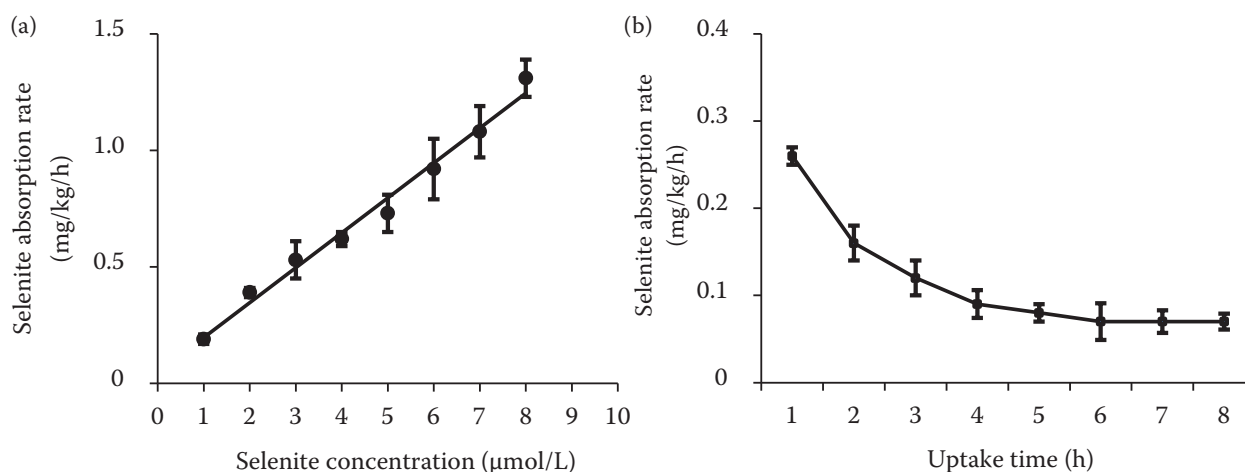 (a)
Selenite absorption rate
(mg/kg/h)
1.5
1.0
0.5
0
0 1 2 3 4 5 6 7 8 9 10
Selenite concentration (µmol/L)
(b)
Selenite absorption rate
(mg/kg/h)
0.4
0.3
0.2
0.1
0
1 2 3 4 5 6 7 8
Uptake time (h)